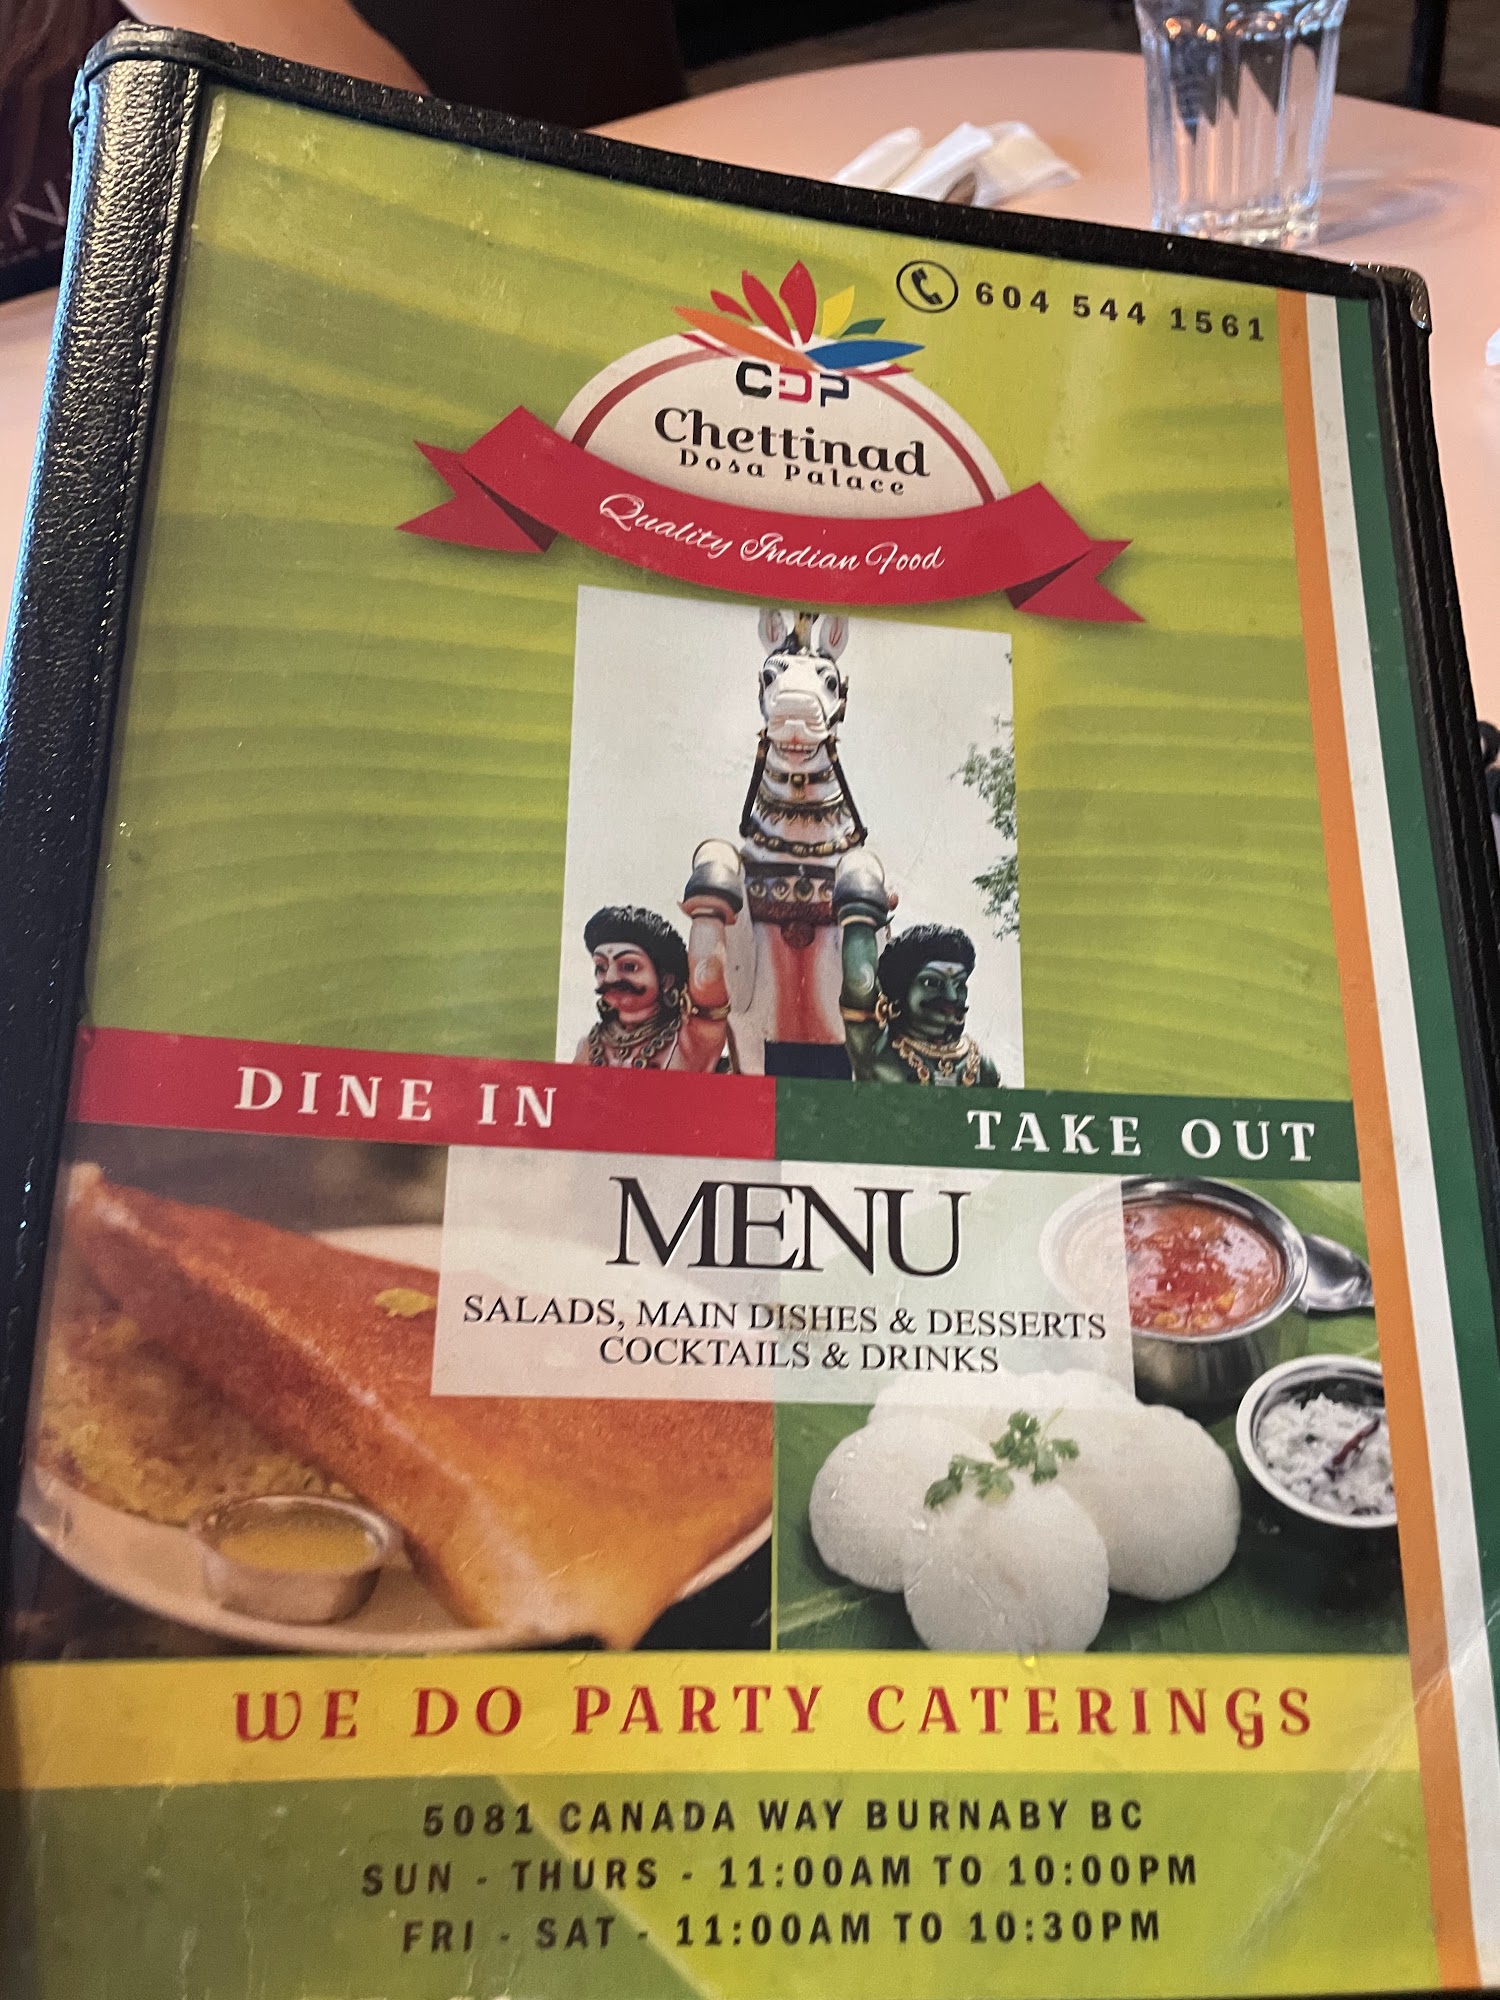 604 544 1561
CDP
Chettinad
Dosa Palace
Quality Indian Food
DINE IN
TAKE OUT
MENU
SALADS, MAIN DISHES & DESSERTS
COCKTAILS & DRINKS
WE DO PARTY CATERINGS
5081 CANADA WAY BURNABY BC
SUN - THURS - 11:00AM TO 10:00PM
FRI - SAT - 11:00AM TO 10:30PM